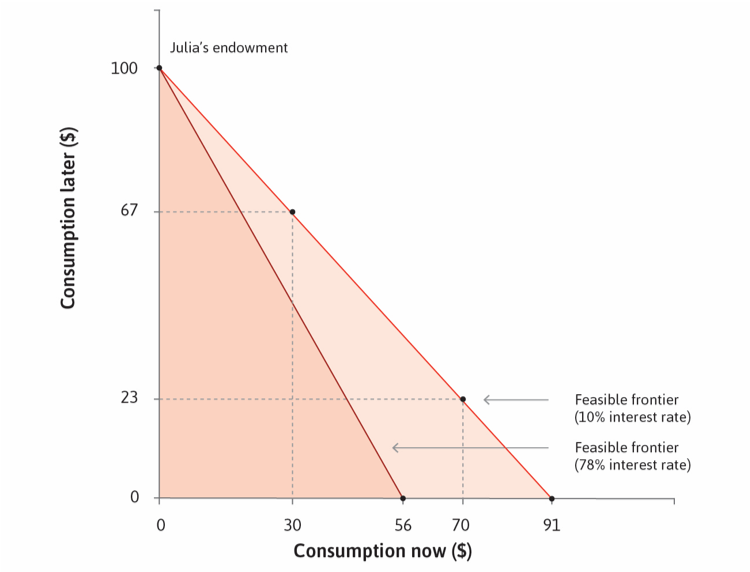 Julia's endowment
100
67
23
0
Consumption later ($)
Feasible frontier
(10% interest rate)
Feasible frontier
(78% interest rate)
0
30
56
70
91
Consumption now ($)